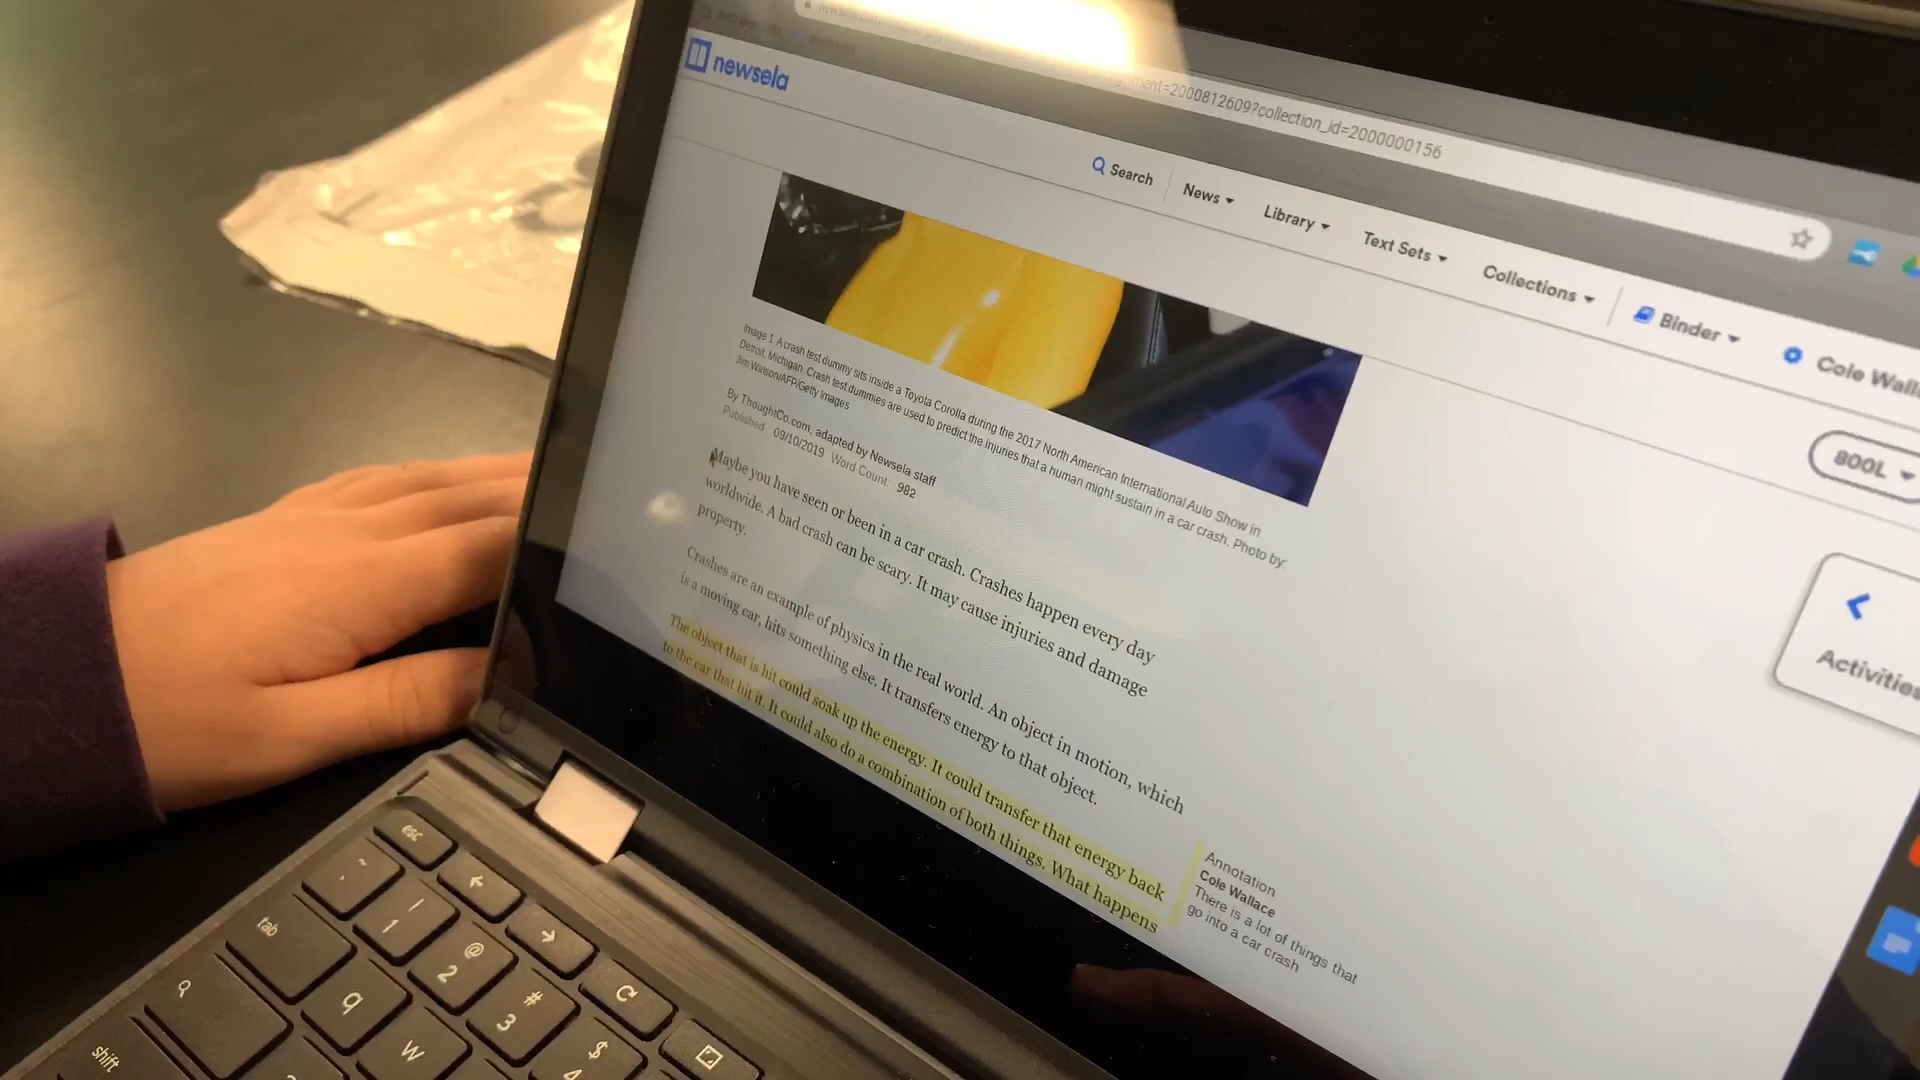 newsela
gnment=2000812609?collection_id=2000000156
Search
News
Library
Text Sets
Collections
Binder
Cole Walla
800L
Image 1. A crash test dummy sits inside a Toyota Corolla during the 2017 North American International Auto Show in
Detroit, Michigan. Crash test dummies are used to predict the injuries that a human might sustain in a car crash. Photo by:
Jim Watson/AFP/Getty Images
By ThoughtCo.com, adapted by Newsela staff
Published 09/10/2019 Word Count 982
Maybe you have seen or been in a car crash. Crashes happen every day
worldwide. A bad crash can be scary. It may cause injuries and damage
property.
Crashes are an example of physics in the real world. An object in motion, which
is a moving car, hits something else. It transfers energy to that object.
The object that is hit could soak up the energy. It could transfer that energy back
to the car that hit it. It could also do a combination of both things. What happens
Annotation
Cole Wallace
There is a lot of things that
go into a car crash
Activities
esc
~
!
1
@
2
#
3
$
4
tab
q
w
shift